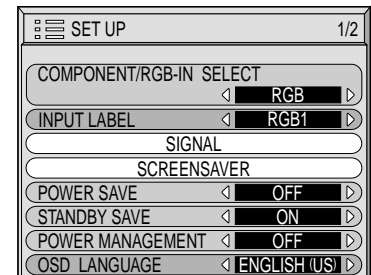 SET UP 1/2
COMPONENT/RGB-IN SELECT
RGB
INPUT LABEL RGB1
SIGNAL
SCREENSAVER
POWER SAVE OFF
STANDBY SAVE ON
POWER MANAGEMENT OFF
OSD LANGUAGE ENGLISH (US)